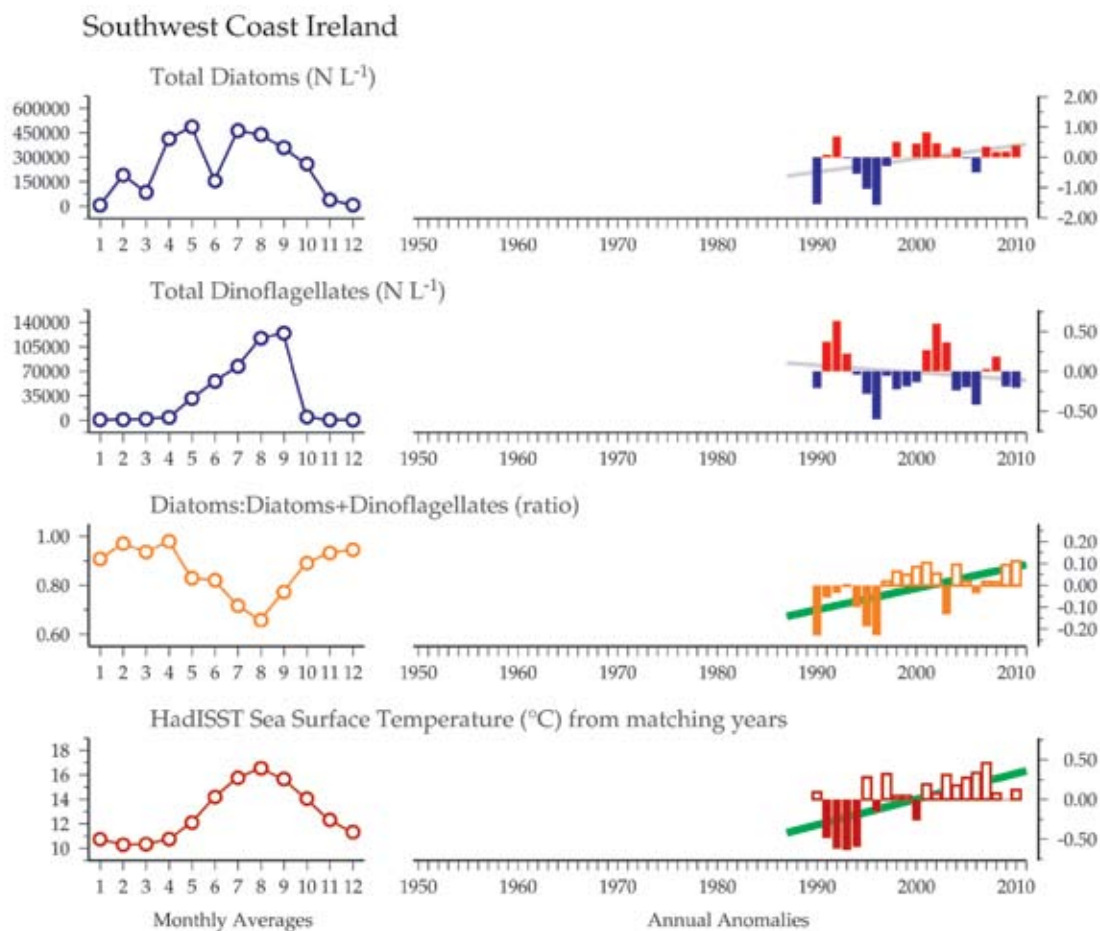 Southwest Coast Ireland
Total Diatoms (N L-1)
600000
450000
300000
150000
0
1 2 3 4 5 6 7 8 9 10 11 12
1950 1960 1970 1980 1990 2000 2010
2.00
1.00
0.00
-1.00
-2.00
Total Dinoflagellates (N L-1)
140000
105000
70000
35000
0
1 2 3 4 5 6 7 8 9 10 11 12
1950 1960 1970 1980 1990 2000 2010
0.50
0.00
-0.50
Diatoms:Diatoms+Dinoflagellates (ratio)
1.00
0.80
0.60
1 2 3 4 5 6 7 8 9 10 11 12
1950 1960 1970 1980 1990 2000 2010
0.20
0.10
0.00
-0.10
-0.20
HadISST Sea Surface Temperature (°C) from matching years
18
16
14
12
10
1 2 3 4 5 6 7 8 9 10 11 12
1950 1960 1970 1980 1990 2000 2010
0.50
0.00
-0.50
Monthly Averages
Annual Anomalies